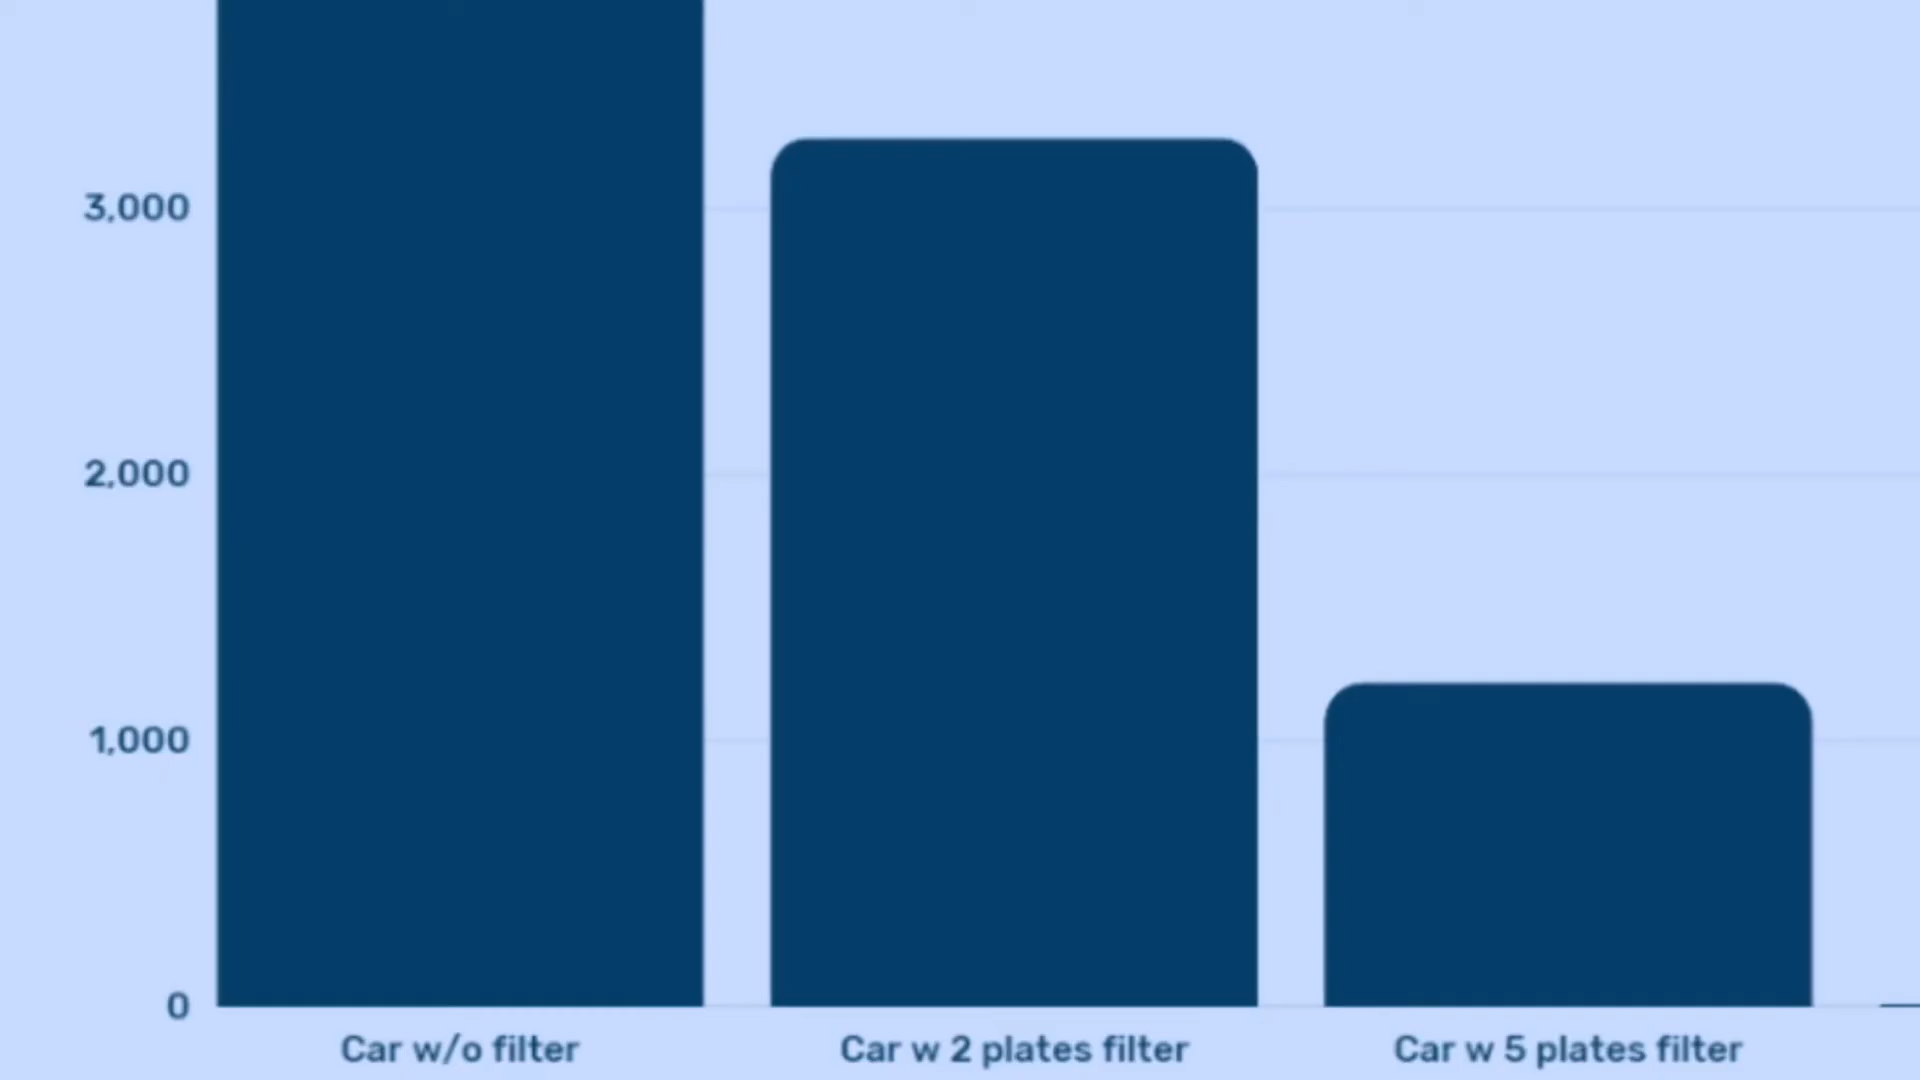 3,000
2,000
1,000
0
Car w/o filter
Car w 2 plates filter
Car w 5 plates filter